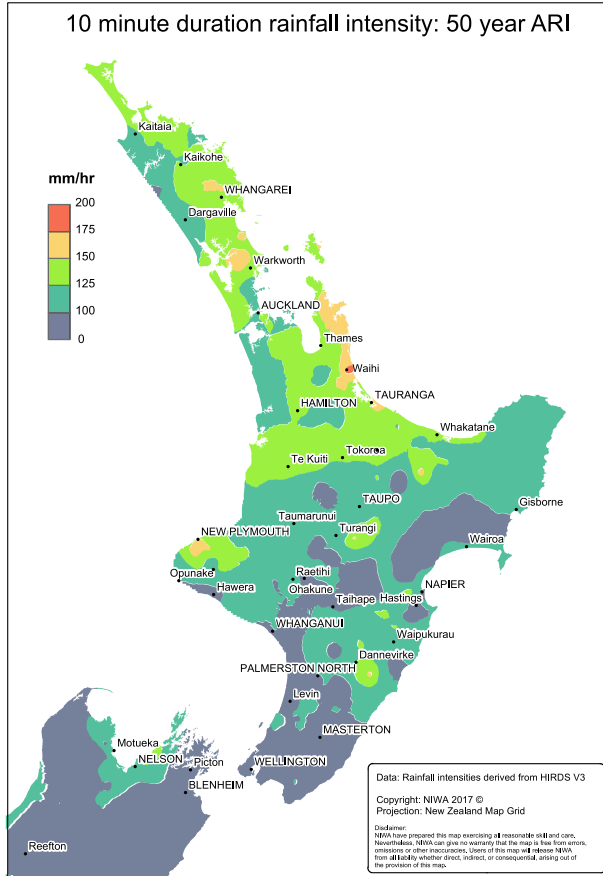 10 minute duration rainfall intensity: 50 year ARI
Kaitaia
Kaikohe
mm/hr
200
175
150
125
100
0
WHANGAREI
Dargaville
Warkworth
AUCKLAND
Thames
Waihi
TAURANGA
HAMILTON
Whakatane
Tokoroa
Te Kuiti
TAUPO
Gisborne
Taumarunui
Turangi
NEW PLYMOUTH
Wairoa
Opunake
Raetihi
Ohakune
NAPIER
Hawera
Hastings
Taihape
WHANGANUI
Waipukurau
Dannevirke
PALMERSTON NORTH
Levin
MASTERTON
Motueka
NELSON
Picton
WELLINGTON
BLENHEIM
Reefton
Data: Rainfall intensities derived from HIRDS V3
Copyright: NIWA 2017 ©
Projection: New Zealand Map Grid
Disclaimer:
NIWA have prepared this map exercising all reasonable skill and care.
Nevertheless, NIWA can give no warranty that the map is free from errors,
omissions or other inaccuracies. Users of this map will release NIWA
from all liability whether direct, indirect, or consequential, arising out of
the provision of this map.